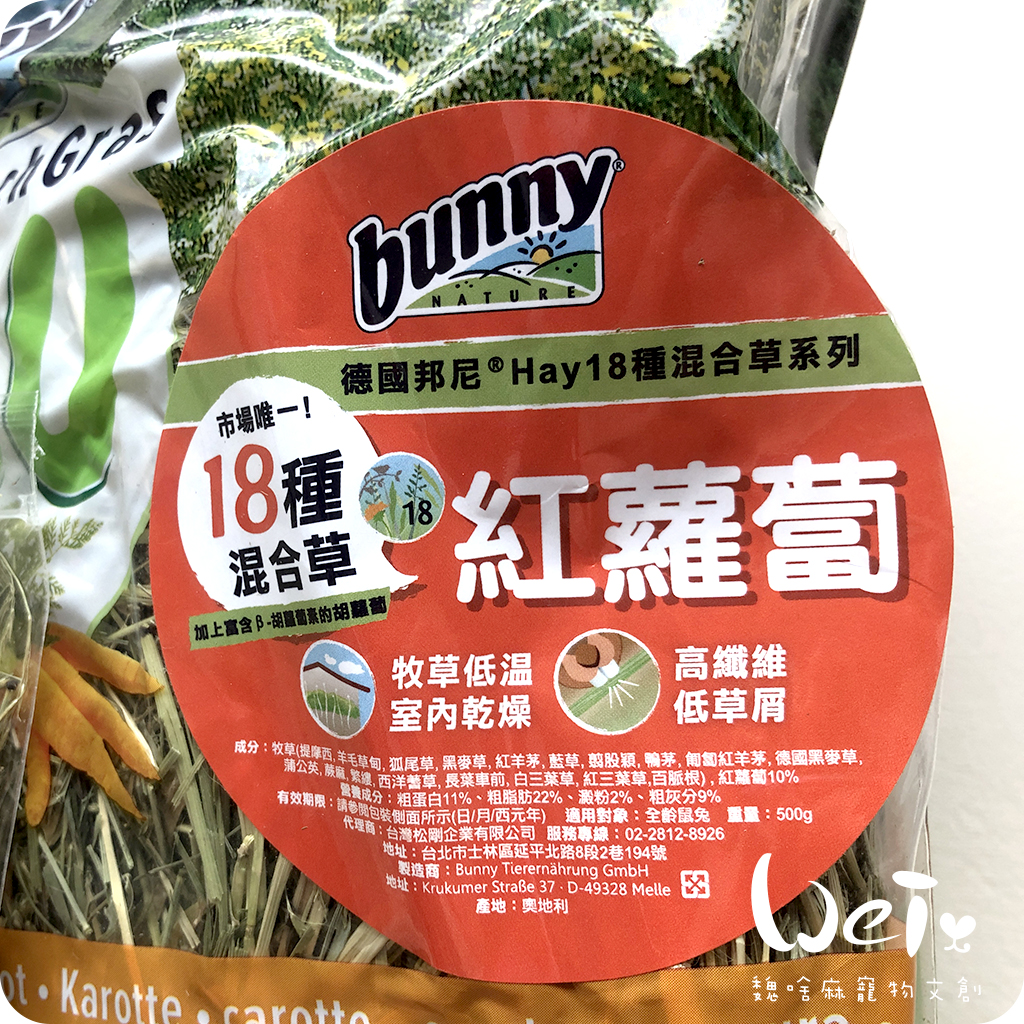 Gras
bunny®
NATURE
德國邦尼®Hay18種混合草系列
市場唯一!
18種
混合草
18
紅蘿蔔
加上富含β-胡蘿蔔素的胡蘿蔔
牧草低溫
室內乾燥
高纖維
低草屑
成分:牧草(提摩西,羊毛草甸,狐尾草,黑麥草,紅羊茅,藍草,剪股穎,鴨茅,匍匐紅羊茅,德國黑麥草,
蒲公英,蕨麻,繁縷,西洋蓍草,長葉車前,白三葉草,紅三葉草,百脈根),紅蘿蔔10%
營養成分:粗蛋白11%、粗脂肪22%、澱粉2%、粗灰分9%
有效期限:請參閱包裝側面所示(日/月/西元年) 適用對象:全齡鼠兔 重量:500g
代理商:台灣松剛企業有限公司 服務專線:02-2812-8926
地址:台北市士林區延平北路8段2巷194號
製造商:Bunny Tierernährung GmbH
地址:Krukumer Straße 37・D-49328 Melle
產地:奧地利
ot • Karotte • carotte
WeiX
魏啥麻寵物文創